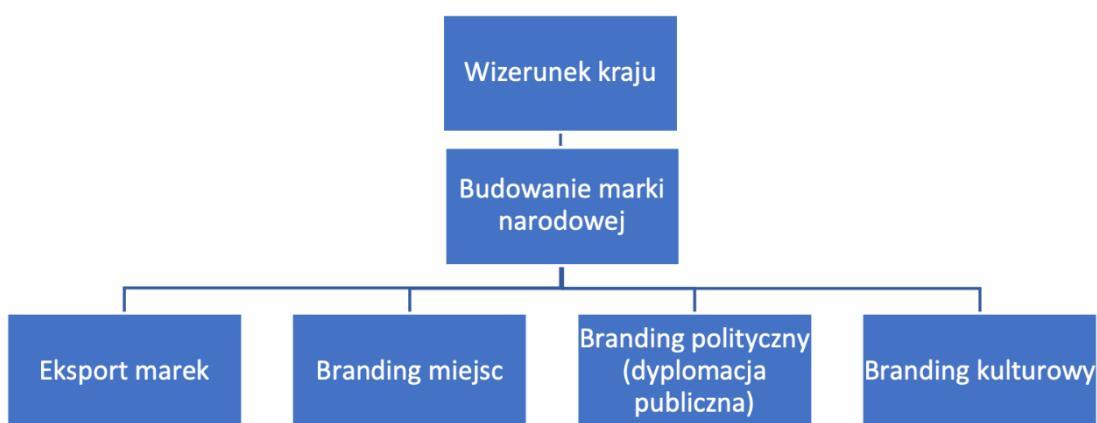 Wizerunek kraju
Budowanie marki
narodowej
Eksport marek
Branding miejsc
Branding polityczny
(dyplomacja
publiczna)
Branding kulturowy